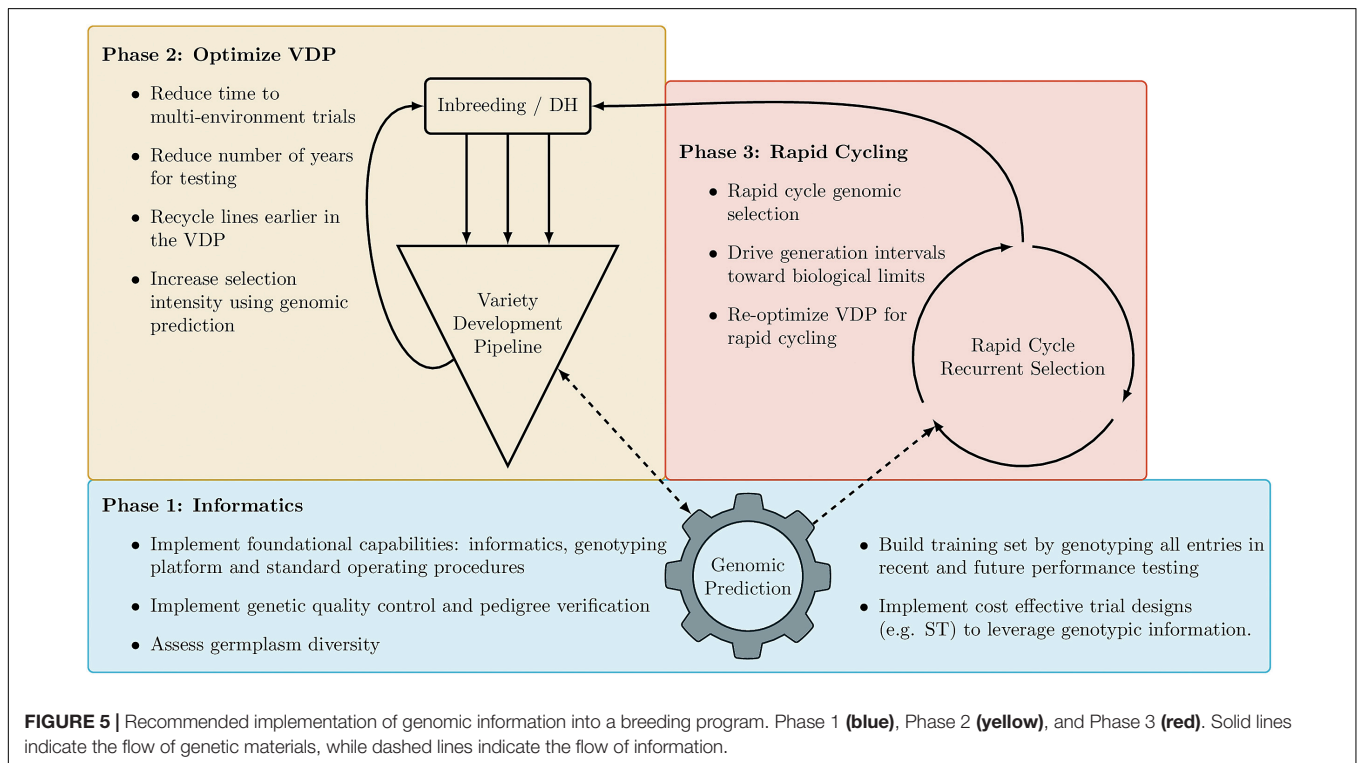 Phase 2: Optimize VDP
• Reduce time to
multi-environment trials
• Reduce number of years
for testing
• Recycle lines earlier in
the VDP
• Increase selection
intensity using genomic
prediction
Inbreeding / DH
Variety
Development
Pipeline
Phase 3: Rapid Cycling
• Rapid cycle genomic
selection
• Drive generation intervals
toward biological limits
• Re-optimize VDP for
rapid cycling
Rapid Cycle
Recurrent Selection
Phase 1: Informatics
• Implement foundational capabilities: informatics, genotyping
platform and standard operating procedures
• Implement genetic quality control and pedigree verification
• Assess germplasm diversity
Genomic
Prediction
• Build training set by genotyping all entries in
recent and future performance testing
• Implement cost effective trial designs
(e.g. ST) to leverage genotypic information.
FIGURE 5 | Recommended implementation of genomic information into a breeding program. Phase 1 (blue), Phase 2 (yellow), and Phase 3 (red). Solid lines
indicate the flow of genetic materials, while dashed lines indicate the flow of information.